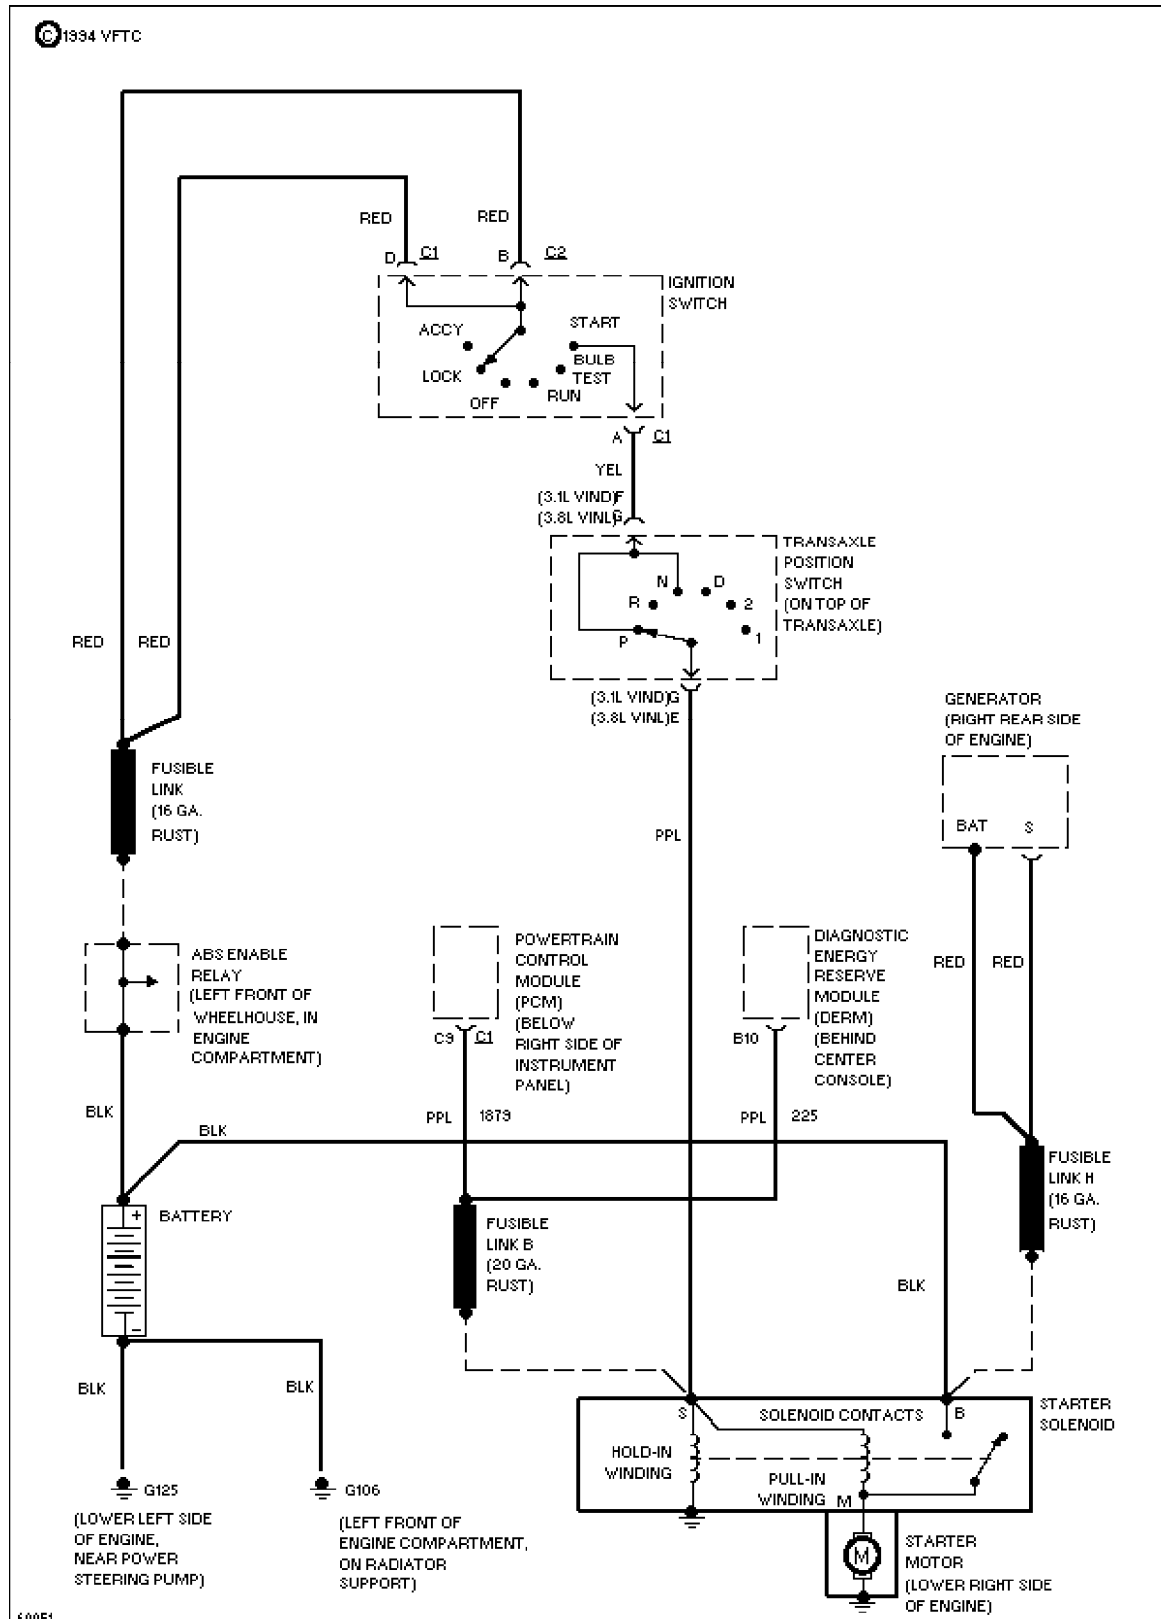 © 1994 VFTC
RED
RED
D
C1
B
C2
IGNITION
SWITCH
ACCY
START
LOCK
BULB
TEST
OFF
RUN
A
C1
YEL
(3.1L VIND)F
(3.8L VINL)G
TRANSAXLE
POSITION
SWITCH
(ON TOP OF
TRANSAXLE)
N
D
R
2
P
1
RED
RED
(3.1L VIND)G
(3.8L VINL)E
GENERATOR
(RIGHT REAR SIDE
OF ENGINE)
FUSIBLE
LINK
(16 GA.
RUST)
PPL
BAT
S
ABS ENABLE
RELAY
(LEFT FRONT OF
WHEELHOUSE, IN
ENGINE
COMPARTMENT)
POWERTRAIN
CONTROL
MODULE
(PCM)
(BELOW
RIGHT SIDE OF
INSTRUMENT
PANEL)
DIAGNOSTIC
ENERGY
RESERVE
MODULE
(DERM)
(BEHIND
CENTER
CONSOLE)
RED
RED
C9
C1
B10
BLK
PPL
1879
PPL
225
BLK
FUSIBLE
LINK H
(16 GA.
RUST)
+
BATTERY
-
FUSIBLE
LINK B
(20 GA.
RUST)
BLK
BLK
BLK
S
SOLENOID CONTACTS
B
STARTER
SOLENOID
HOLD-IN
WINDING
PULL-IN
WINDING
M
G125
G106
(LOWER LEFT SIDE
OF ENGINE,
NEAR POWER
STEERING PUMP)
(LEFT FRONT OF
ENGINE COMPARTMENT,
ON RADIATOR
SUPPORT)
M
STARTER
MOTOR
(LOWER RIGHT SIDE
OF ENGINE)